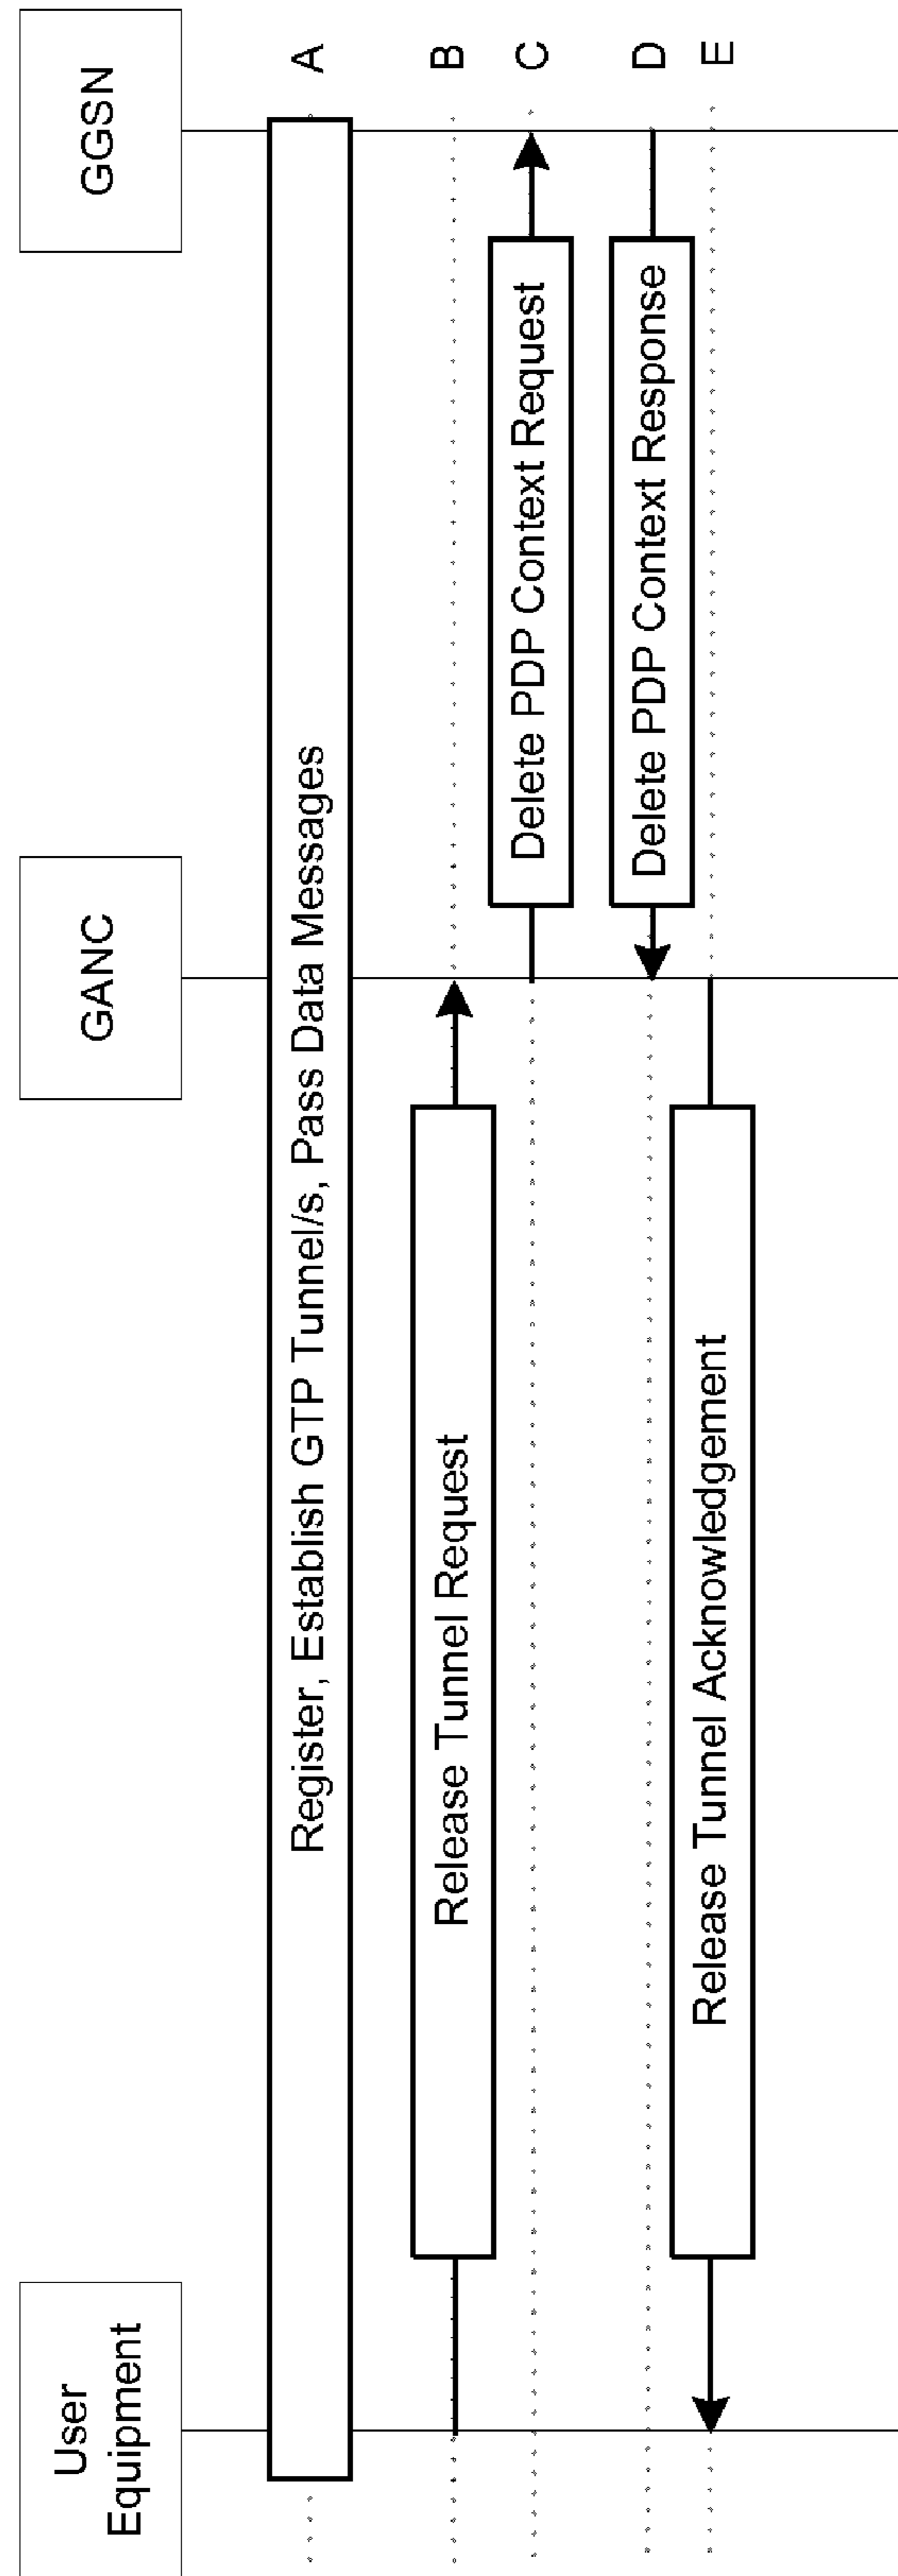 User
Equipment
GANC
GGSN
Register, Establish GTP Tunnel/s, Pass Data Messages
A
Release Tunnel Request
B
Delete PDP Context Request
C
Delete PDP Context Response
D
Release Tunnel Acknowledgement
E